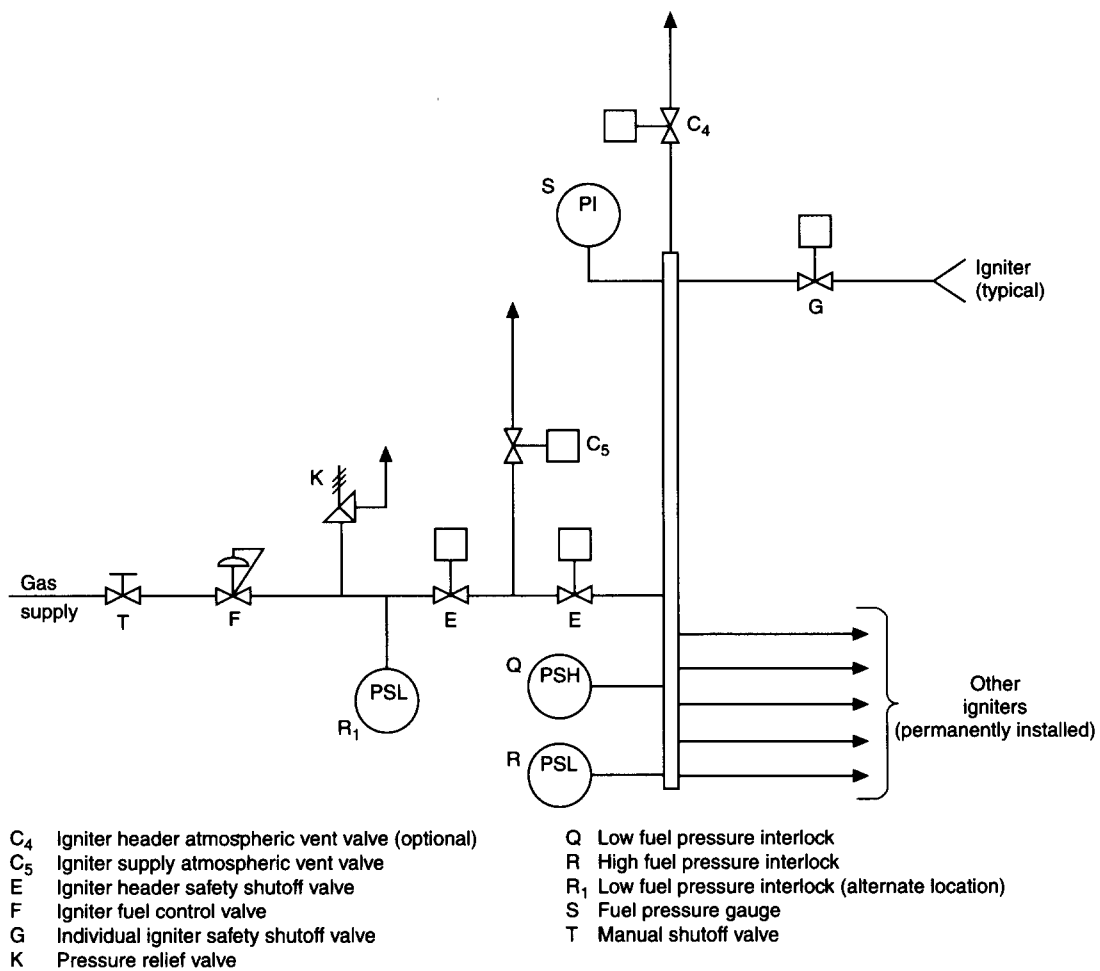 C4
S
PI
Igniter
(typical)
G
C5
K
Gas
supply
T
F
E
E
Q
PSH
PSL
R1
R
PSL
Other
igniters
(permanently installed)
C4 Igniter header atmospheric vent valve (optional)
C5 Igniter supply atmospheric vent valve
E Igniter header safety shutoff valve
F Igniter fuel control valve
G Individual igniter safety shutoff valve
K Pressure relief valve
Q Low fuel pressure interlock
R High fuel pressure interlock
R1 Low fuel pressure interlock (alternate location)
S Fuel pressure gauge
T Manual shutoff valve